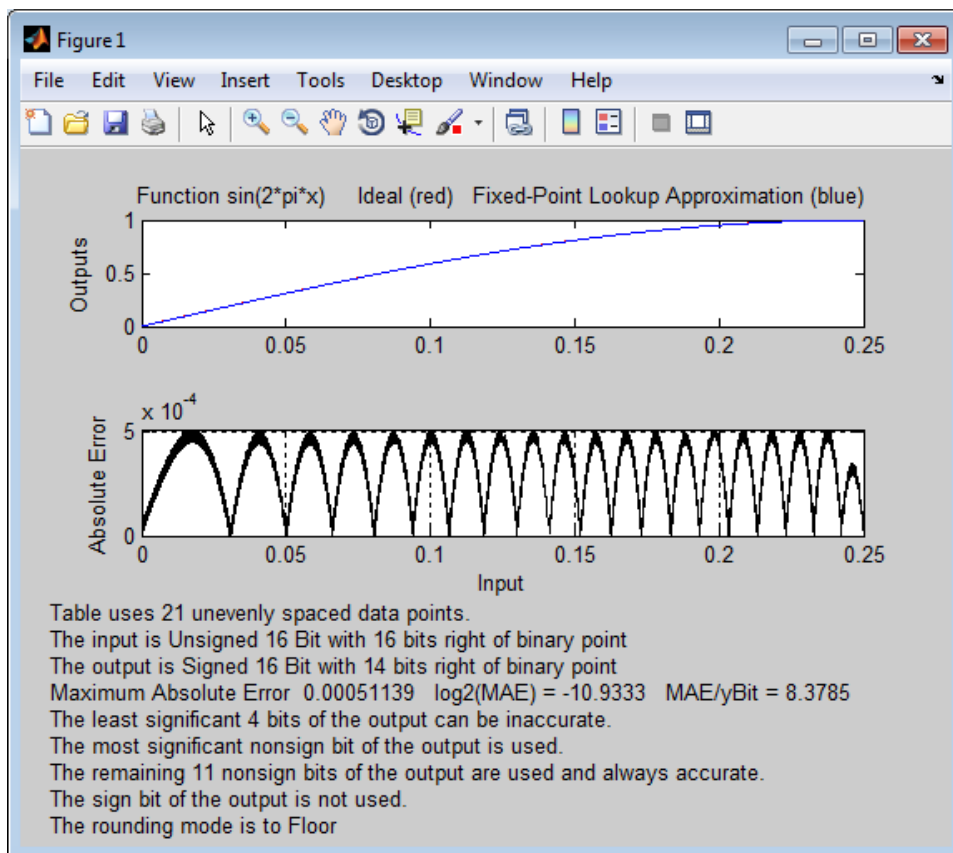 Figure 1
File Edit View Insert Tools Desktop Window Help
Function sin(2*pi*x) Ideal (red) Fixed-Point Lookup Approximation (blue)
Outputs
1
0.5
0
0 0.05 0.1 0.15 0.2 0.25
x 10^-4
Absolute Error
5
0
0 0.05 0.1 0.15 0.2 0.25
Input
Table uses 21 unevenly spaced data points.
The input is Unsigned 16 Bit with 16 bits right of binary point
The output is Signed 16 Bit with 14 bits right of binary point
Maximum Absolute Error 0.00051139 log2(MAE) = -10.9333 MAE/yBit = 8.3785
The least significant 4 bits of the output can be inaccurate.
The most significant nonsign bit of the output is used.
The remaining 11 nonsign bits of the output are used and always accurate.
The sign bit of the output is not used.
The rounding mode is to Floor